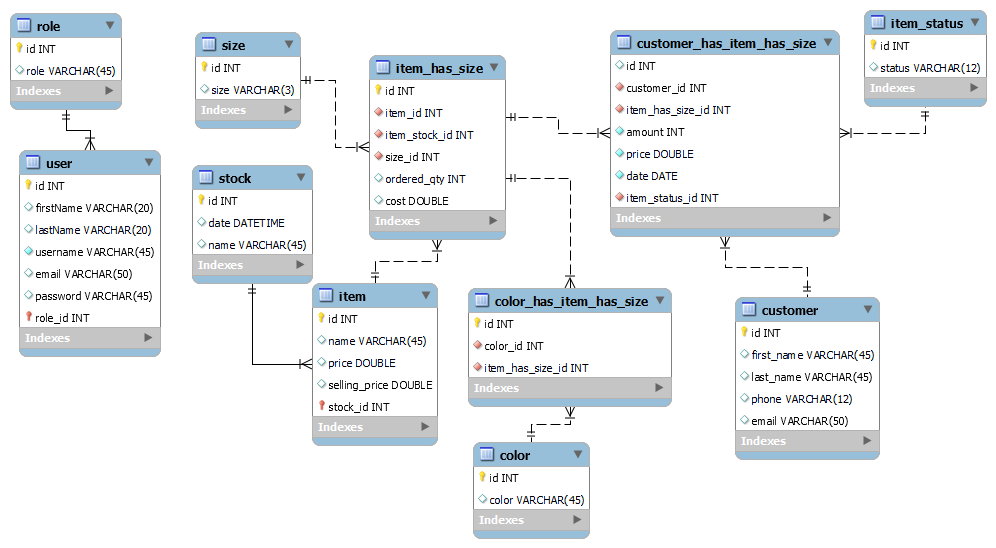 role
id INT
role VARCHAR(45)
Indexes
user
id INT
firstName VARCHAR(20)
lastName VARCHAR(20)
username VARCHAR(45)
email VARCHAR(50)
password VARCHAR(45)
role_id INT
Indexes
size
id INT
size VARCHAR(3)
Indexes
stock
id INT
date DATETIME
name VARCHAR(45)
Indexes
item_has_size
id INT
item_id INT
item_stock_id INT
size_id INT
ordered_qty INT
cost DOUBLE
Indexes
item
id INT
name VARCHAR(45)
price DOUBLE
selling_price DOUBLE
stock_id INT
Indexes
color_has_item_has_size
id INT
color_id INT
item_has_size_id INT
Indexes
color
id INT
color VARCHAR(45)
Indexes
customer_has_item_has_size
id INT
customer_id INT
item_has_size_id INT
amount INT
price DOUBLE
date DATE
item_status_id INT
Indexes
item_status
id INT
status VARCHAR(12)
Indexes
customer
id INT
first_name VARCHAR(45)
last_name VARCHAR(45)
phone VARCHAR(12)
email VARCHAR(50)
Indexes